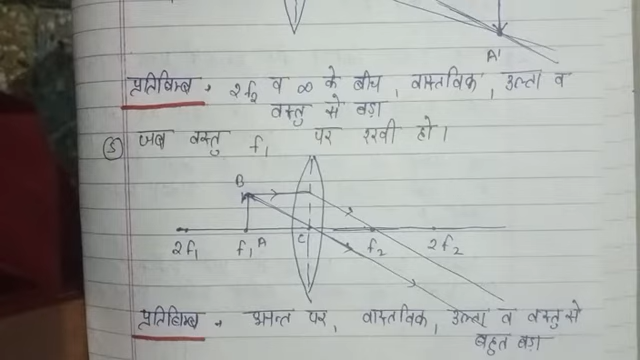 A'
प्रतिबिम्ब - 2f₂ व ∞ के बीच, वास्तविक, उल्टा व
वस्तु से बड़ा
⑤ जब वस्तु f₁ पर रखी हो।
B
2f₁ f₁ A C f₂ 2f₂
प्रतिबिम्ब - अनन्त पर, वास्तविक, उल्टा व वस्तु से
बहुत बड़ा